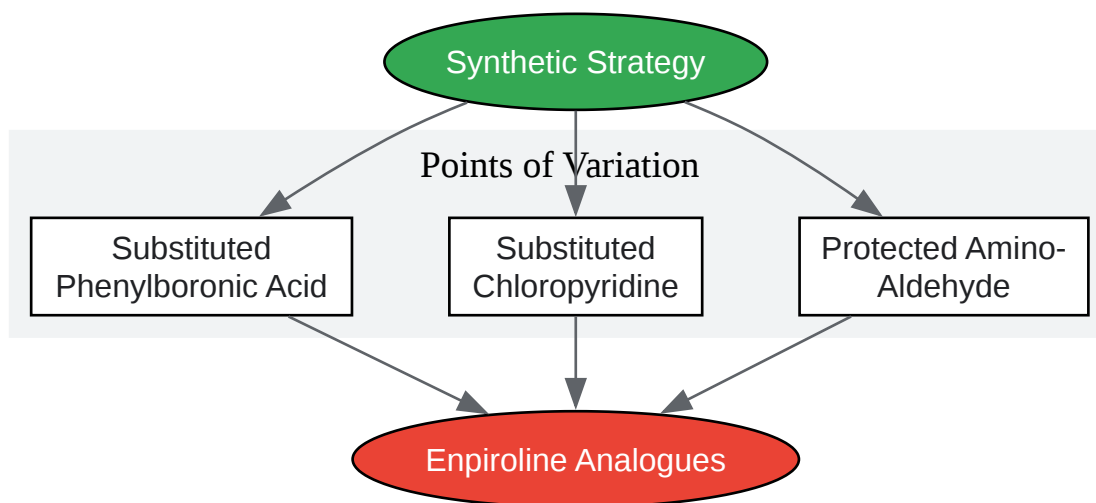 Synthetic Strategy
Points of Variation
Substituted
Phenylboronic Acid
Substituted
Chloropyridine
Protected Amino-
Aldehyde
Enpiroline Analogues